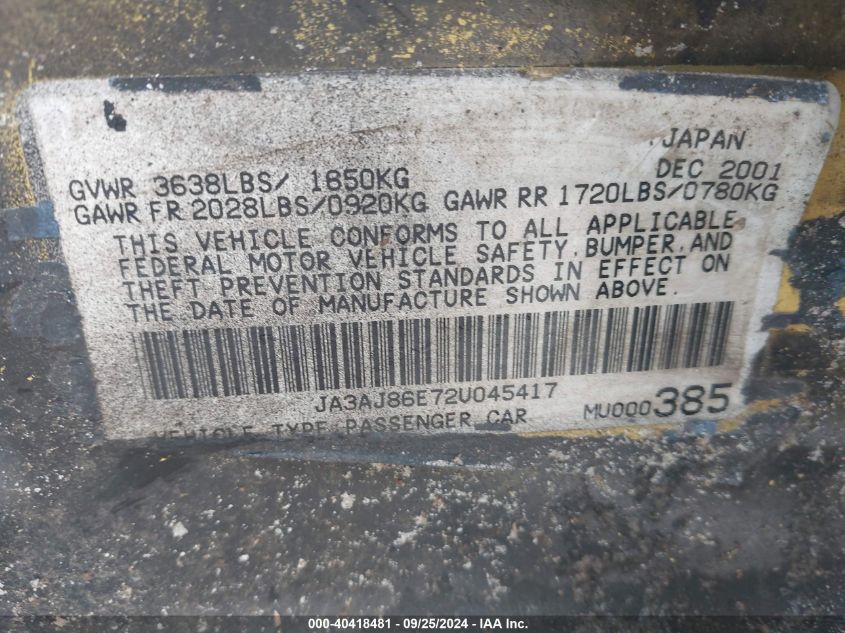 JAPAN
DEC 2001
GVWR 3638LBS/ 1650KG
GAWR FR 2028LBS/0920KG GAWR RR 1720LBS/0780KG
THIS VEHICLE CONFORMS TO ALL APPLICABLE
FEDERAL MOTOR VEHICLE SAFETY, BUMPER, AND
THEFT PREVENTION STANDARDS IN EFFECT ON
THE DATE OF MANUFACTURE SHOWN ABOVE.
JA3AJ86E72U045417
MU000385
VEHICLE TYPE:PASSENGER CAR
000-40418481 - 09/25/2024 - IAA Inc.